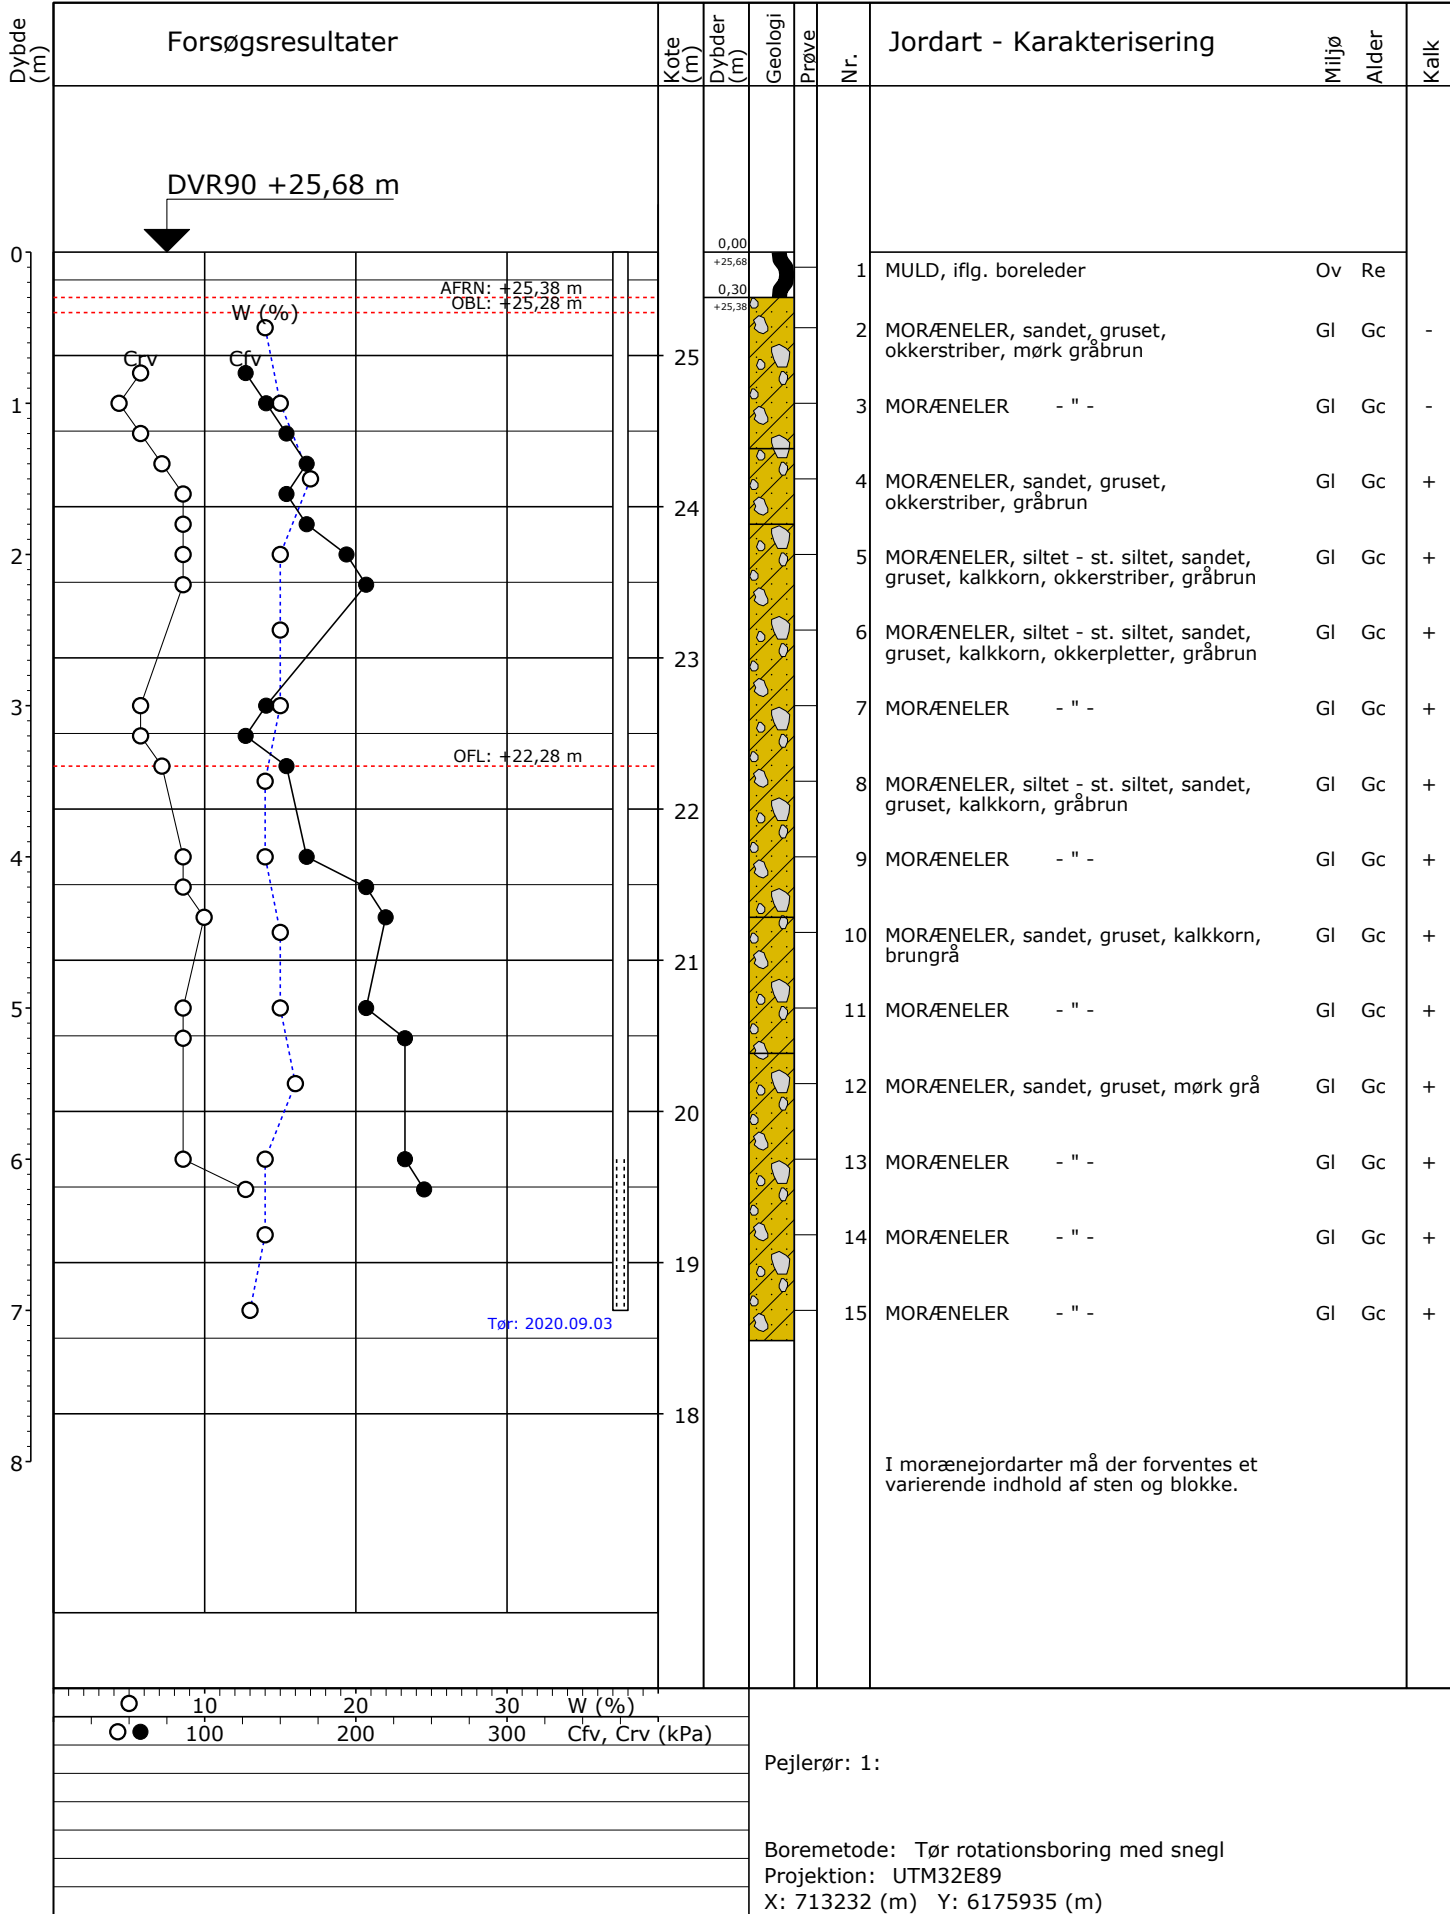 Dybde (m)
Forsøgsresultater
Kote (m)
Dybder (m)
Geologi
Prøve
Nr.
Jordart - Karakterisering
Miljø
Alder
Kalk
DVR90 +25,68 m
0
0,00
+25,68
1 MULD, iflg. boreleder Ov Re
AFRN: +25,38 m
0,30
OBL: +25,28 m
+25,38
W (%)
2 MORÆNELER, sandet, gruset, Gl Gc -
okkerstriber, mørk gråbrun
25
Crv Cfv
1
3 MORÆNELER - " - Gl Gc -
4 MORÆNELER, sandet, gruset, Gl Gc +
okkerstriber, gråbrun
24
2
5 MORÆNELER, siltet - st. siltet, sandet, Gl Gc +
gruset, kalkkorn, okkerstriber, gråbrun
6 MORÆNELER, siltet - st. siltet, sandet, Gl Gc +
gruset, kalkkorn, okkerpletter, gråbrun
23
3
7 MORÆNELER - " - Gl Gc +
OFL: +22,28 m
8 MORÆNELER, siltet - st. siltet, sandet, Gl Gc +
gruset, kalkkorn, gråbrun
22
4
9 MORÆNELER - " - Gl Gc +
10 MORÆNELER, sandet, gruset, kalkkorn, Gl Gc +
brungrå
21
5
11 MORÆNELER - " - Gl Gc +
12 MORÆNELER, sandet, gruset, mørk grå Gl Gc +
20
6
13 MORÆNELER - " - Gl Gc +
14 MORÆNELER - " - Gl Gc +
19
7
15 MORÆNELER - " - Gl Gc +
Tør: 2020.09.03
18
8
I morænejordarter må der forventes et
varierende indhold af sten og blokke.
10 20 30 W (%)
100 200 300 Cfv, Crv (kPa)
Pejlerør: 1:
Boremetode: Tør rotationsboring med snegl
Projektion: UTM32E89
X: 713232 (m) Y: 6175935 (m)